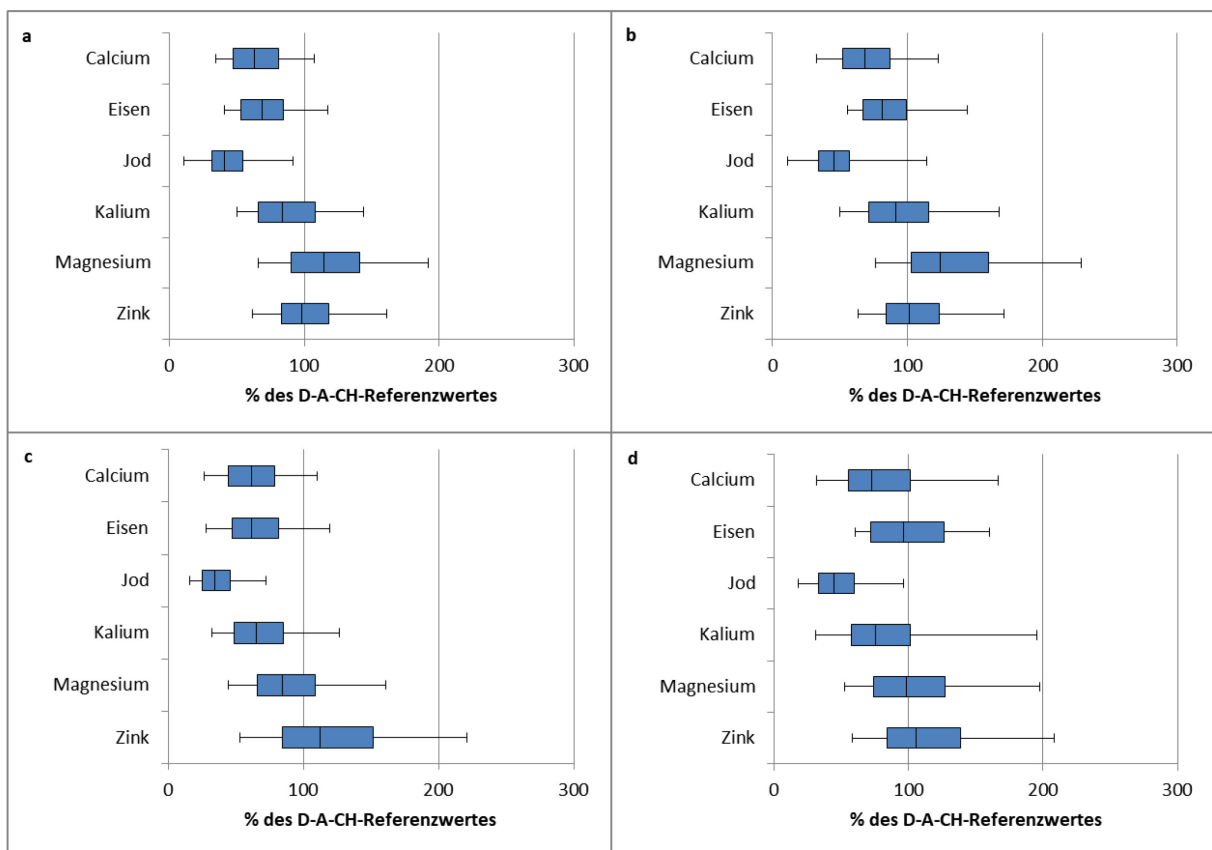 a
Calcium
Eisen
Jod
Kalium
Magnesium
Zink
0 100 200 300
% des D-A-CH-Referenzwertes
b
Calcium
Eisen
Jod
Kalium
Magnesium
Zink
0 100 200 300
% des D-A-CH-Referenzwertes
c
Calcium
Eisen
Jod
Kalium
Magnesium
Zink
0 100 200 300
% des D-A-CH-Referenzwertes
d
Calcium
Eisen
Jod
Kalium
Magnesium
Zink
0 100 200 300
% des D-A-CH-Referenzwertes